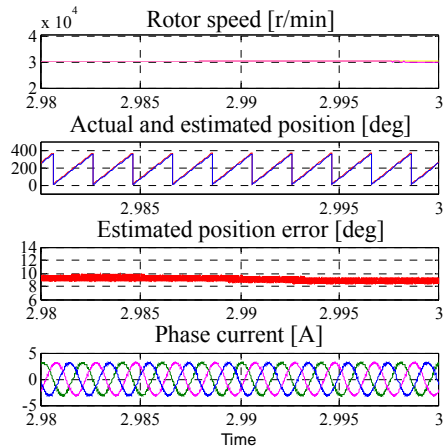 Rotor speed [r/min]
x 10⁴
4
3
2
2.98 2.985 2.99 2.995 3
Actual and estimated position [deg]
400
200
0
2.98 2.985 2.99 2.995 3
Estimated position error [deg]
14
12
10
8
6
2.98 2.985 2.99 2.995 3
Phase current [A]
5
0
-5
2.98 2.985 2.99 2.995 3
Time